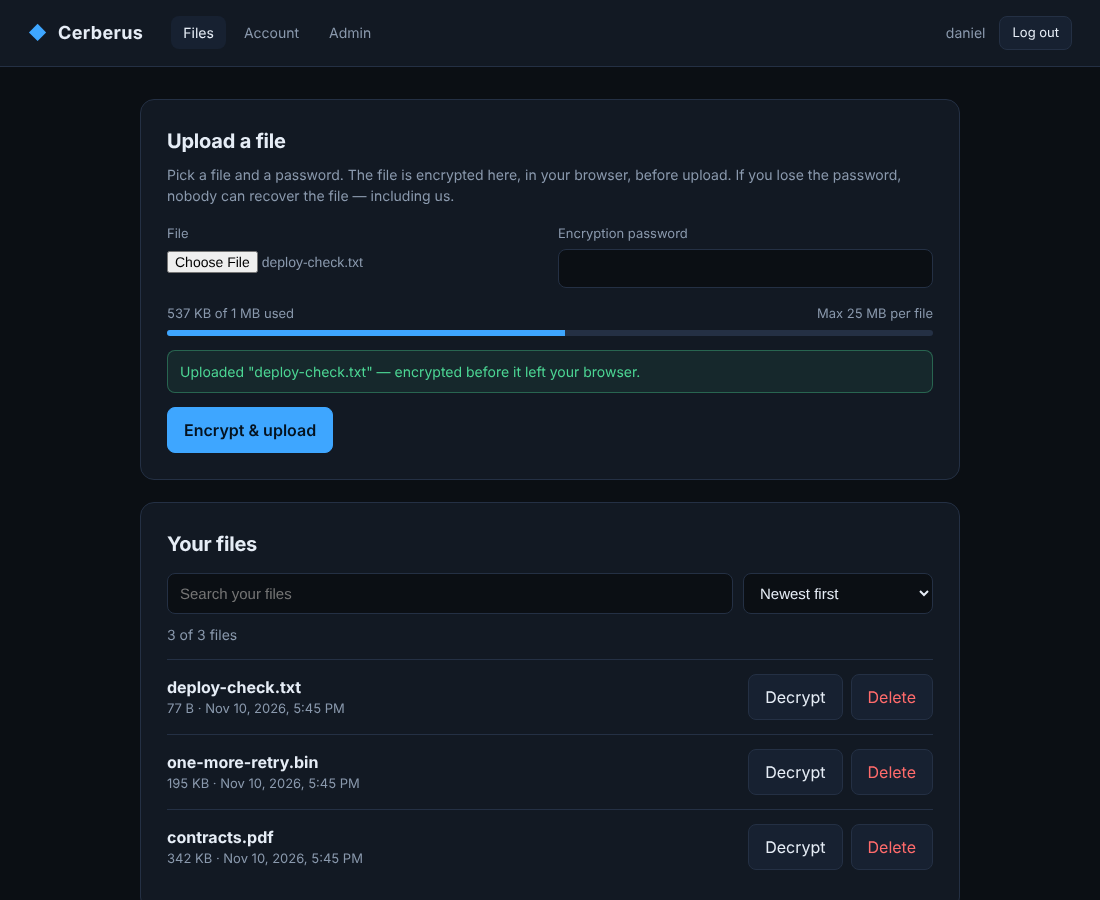 Cerberus Files Account Admin daniel Log out
Upload a file
Pick a file and a password. The file is encrypted here, in your browser, before upload. If you lose the password,
nobody can recover the file — including us.
File Encryption password
Choose File deploy-check.txt
537 KB of 1 MB used Max 25 MB per file
Uploaded "deploy-check.txt" — encrypted before it left your browser.
Encrypt & upload
Your files
Search your files Newest first
3 of 3 files
deploy-check.txt
77 B · Nov 10, 2026, 5:45 PM
Decrypt Delete
one-more-retry.bin
195 KB · Nov 10, 2026, 5:45 PM
Decrypt Delete
contracts.pdf
342 KB · Nov 10, 2026, 5:45 PM
Decrypt Delete